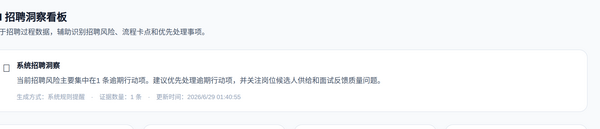 招聘洞察看板
于招聘过程数据，辅助识别招聘风险、流程卡点和优先处理事项。
系统招聘洞察
当前招聘风险主要集中在1 条逾期行动项。建议优先处理逾期行动项，并关注岗位候选人供给和面试反馈质量问题。
生成方式：系统规则提醒 · 证据数量：1 条 · 更新时间：2026/6/29 01:40:55